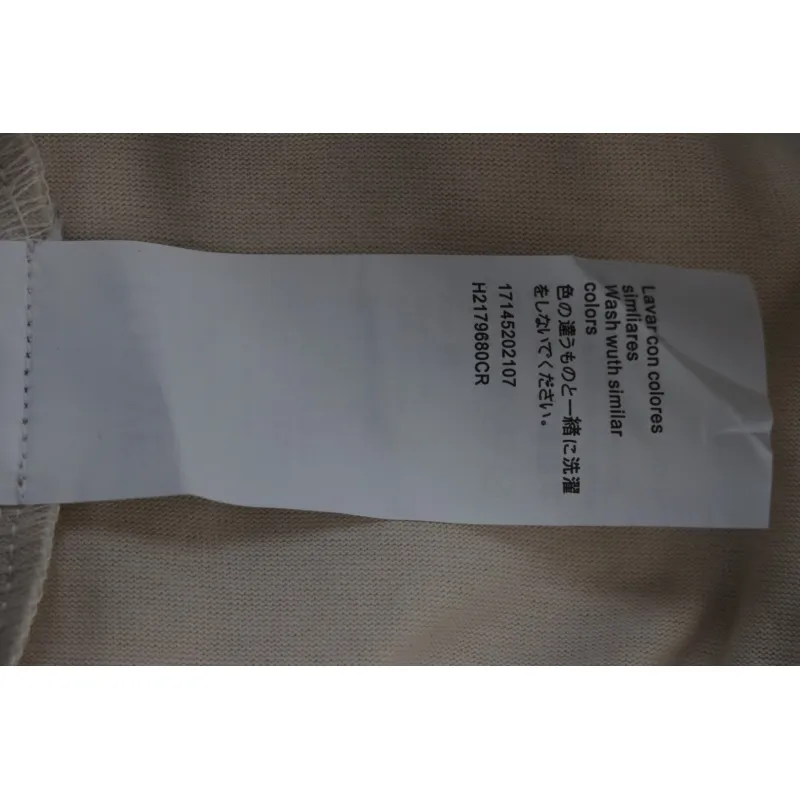 Lavar con colores
simliares
Wash wuth similar
colors
色の違うものと一緒に洗濯
をしないでください。
17145202107
H2179680CR